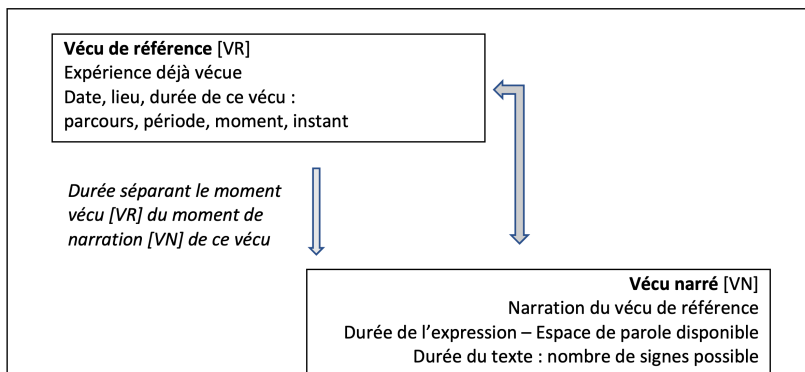 Vécu de référence [VR]
Expérience déjà vécue
Date, lieu, durée de ce vécu :
parcours, période, moment, instant
Durée séparant le moment
vécu [VR] du moment de
narration [VN] de ce vécu
Vécu narré [VN]
Narration du vécu de référence
Durée de l’expression – Espace de parole disponible
Durée du texte : nombre de signes possible